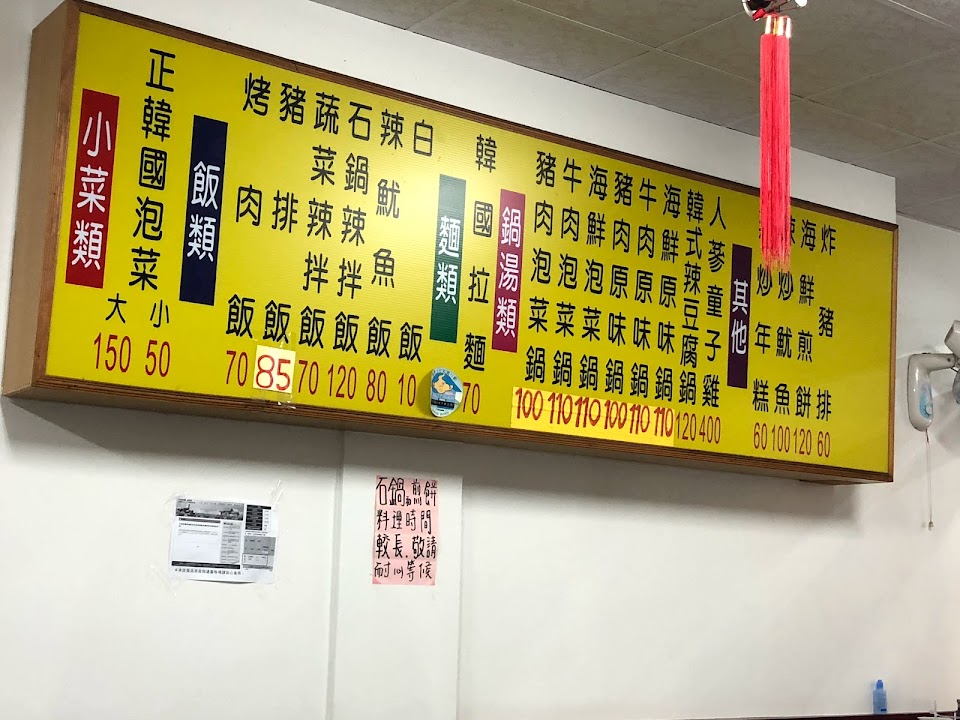 小菜類
正韓國泡菜
大 小
150 50
飯類
烤肉飯 70
豬排飯 85
蔬菜辣拌飯 70
石鍋辣拌飯 120
辣魷魚飯 80
白飯 10
麵類
韓國拉麵 70
鍋湯類
豬肉泡菜鍋 100
牛肉泡菜鍋 110
海鮮泡菜鍋 110
豬肉原味鍋 100
牛肉原味鍋 110
海鮮原味鍋 110
韓式辣豆腐鍋 120
人蔘童子雞 400
其他
炒年糕 60
辣炒魷魚 100
海鮮煎餅 120
炸豬排 60
石鍋和煎餅
料理時間
較長,敬請
耐心等候